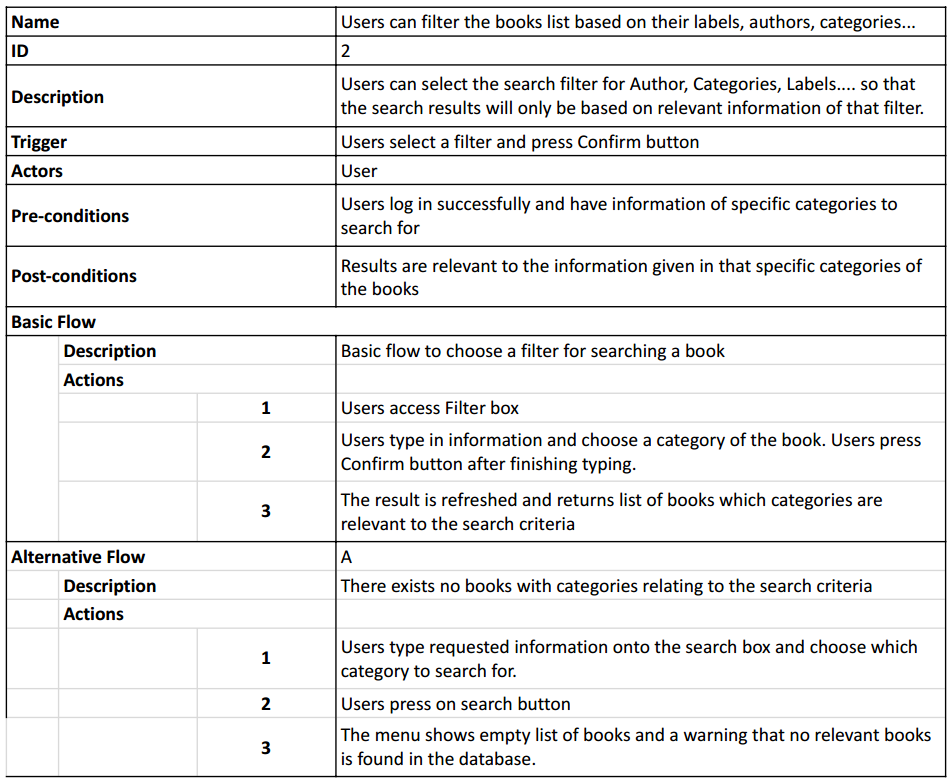 Name Users can filter the books list based on their labels, authors, categories...
ID 2
Description Users can select the search filter for Author, Categories, Labels.... so that
the search results will only be based on relevant information of that filter.
Trigger Users select a filter and press Confirm button
Actors User
Pre-conditions Users log in successfully and have information of specific categories to
search for
Post-conditions Results are relevant to the information given in that specific categories of
the books
Basic Flow
Description Basic flow to choose a filter for searching a book
Actions
1 Users access Filter box
2 Users type in information and choose a category of the book. Users press
Confirm button after finishing typing.
3 The result is refreshed and returns list of books which categories are
relevant to the search criteria
Alternative Flow A
Description There exists no books with categories relating to the search criteria
Actions
1 Users type requested information onto the search box and choose which
category to search for.
2 Users press on search button
3 The menu shows empty list of books and a warning that no relevant books
is found in the database.